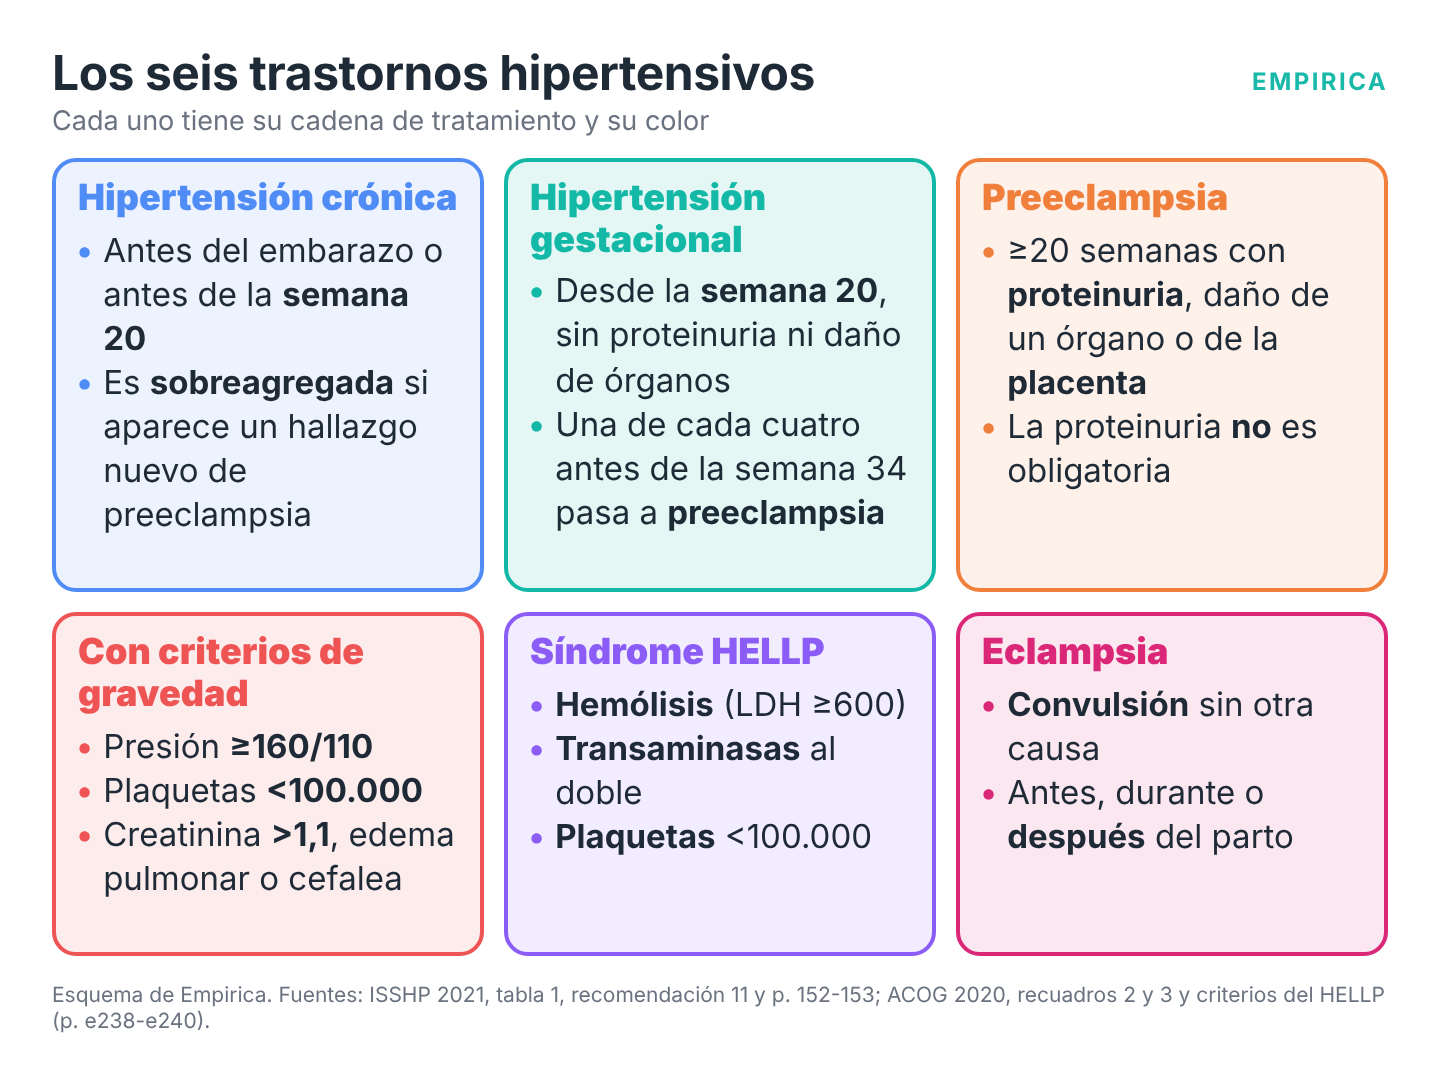 Los seis trastornos hipertensivos
EMPIRICA
Cada uno tiene su cadena de tratamiento y su color
Hipertensión crónica
• Antes del embarazo o
antes de la semana
20
• Es sobreagregada si
aparece un hallazgo
nuevo de
preeclampsia
Hipertensión
gestacional
• Desde la semana 20,
sin proteinuria ni daño
de órganos
• Una de cada cuatro
antes de la semana 34
pasa a preeclampsia
Preeclampsia
• ≥20 semanas con
proteinuria, daño de
un órgano o de la
placenta
• La proteinuria no es
obligatoria
Con criterios de
gravedad
• Presión ≥160/110
• Plaquetas <100.000
• Creatinina >1,1, edema
pulmonar o cefalea
Síndrome HELLP
• Hemólisis (LDH ≥600)
• Transaminasas al
doble
• Plaquetas <100.000
Eclampsia
• Convulsión sin otra
causa
• Antes, durante o
después del parto
Esquema de Empirica. Fuentes: ISSHP 2021, tabla 1, recomendación 11 y p. 152-153; ACOG 2020, recuadros 2 y 3 y criterios del HELLP
(p. e238-e240).